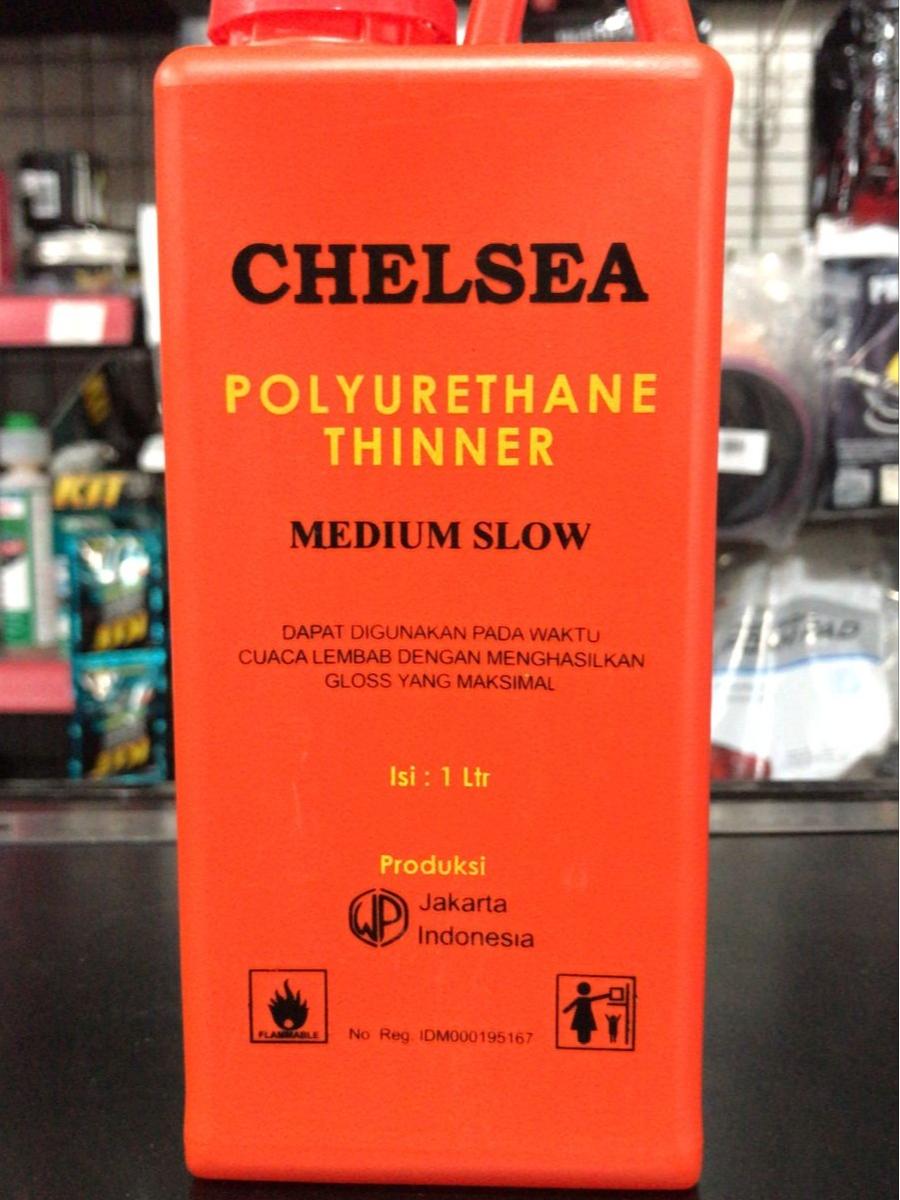 CHELSEA
POLYURETHANE
THINNER
MEDIUM SLOW
DAPAT DIGUNAKAN PADA WAKTU
CUACA LEMBAB DENGAN MENGHASILKAN
GLOSS YANG MAKSIMAL
Isi : 1 Ltr
Produksi
WP Jakarta
Indonesia
FLAMMABLE
No Reg. IDM000195167
KIT